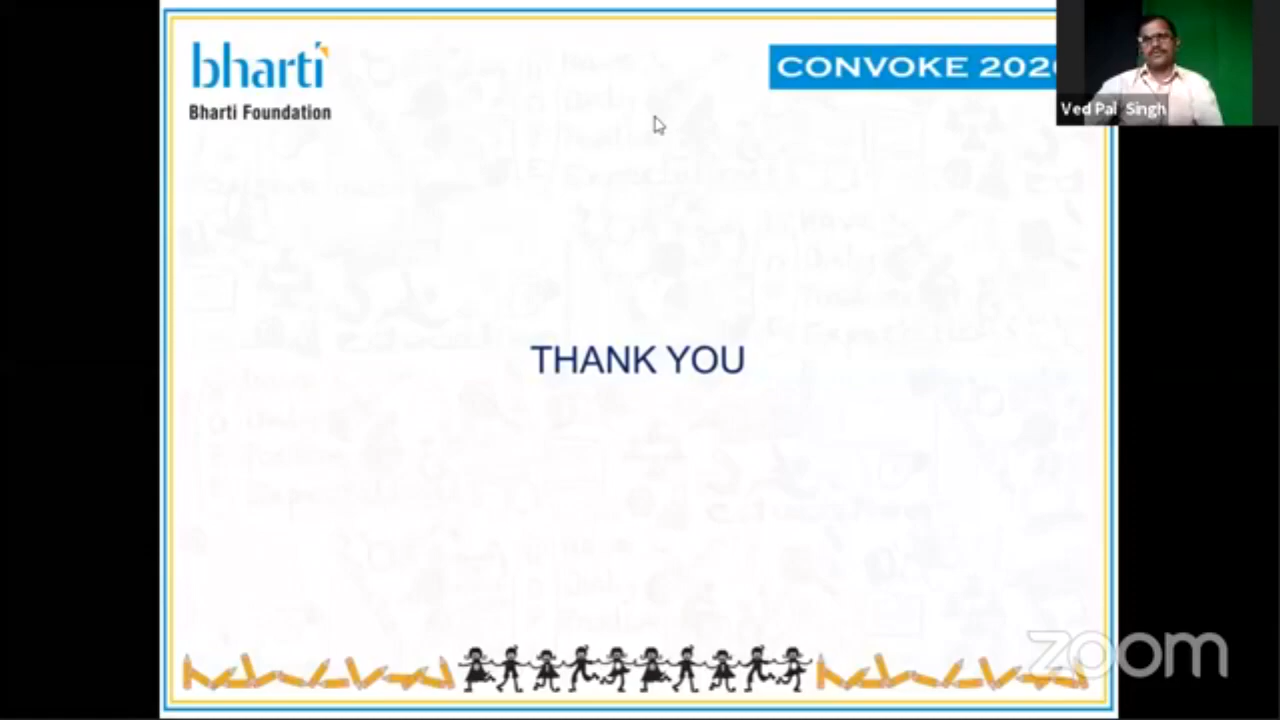 bharti
Bharti Foundation
CONVOKE 202
Ved Pal Singh
THANK YOU
zoom